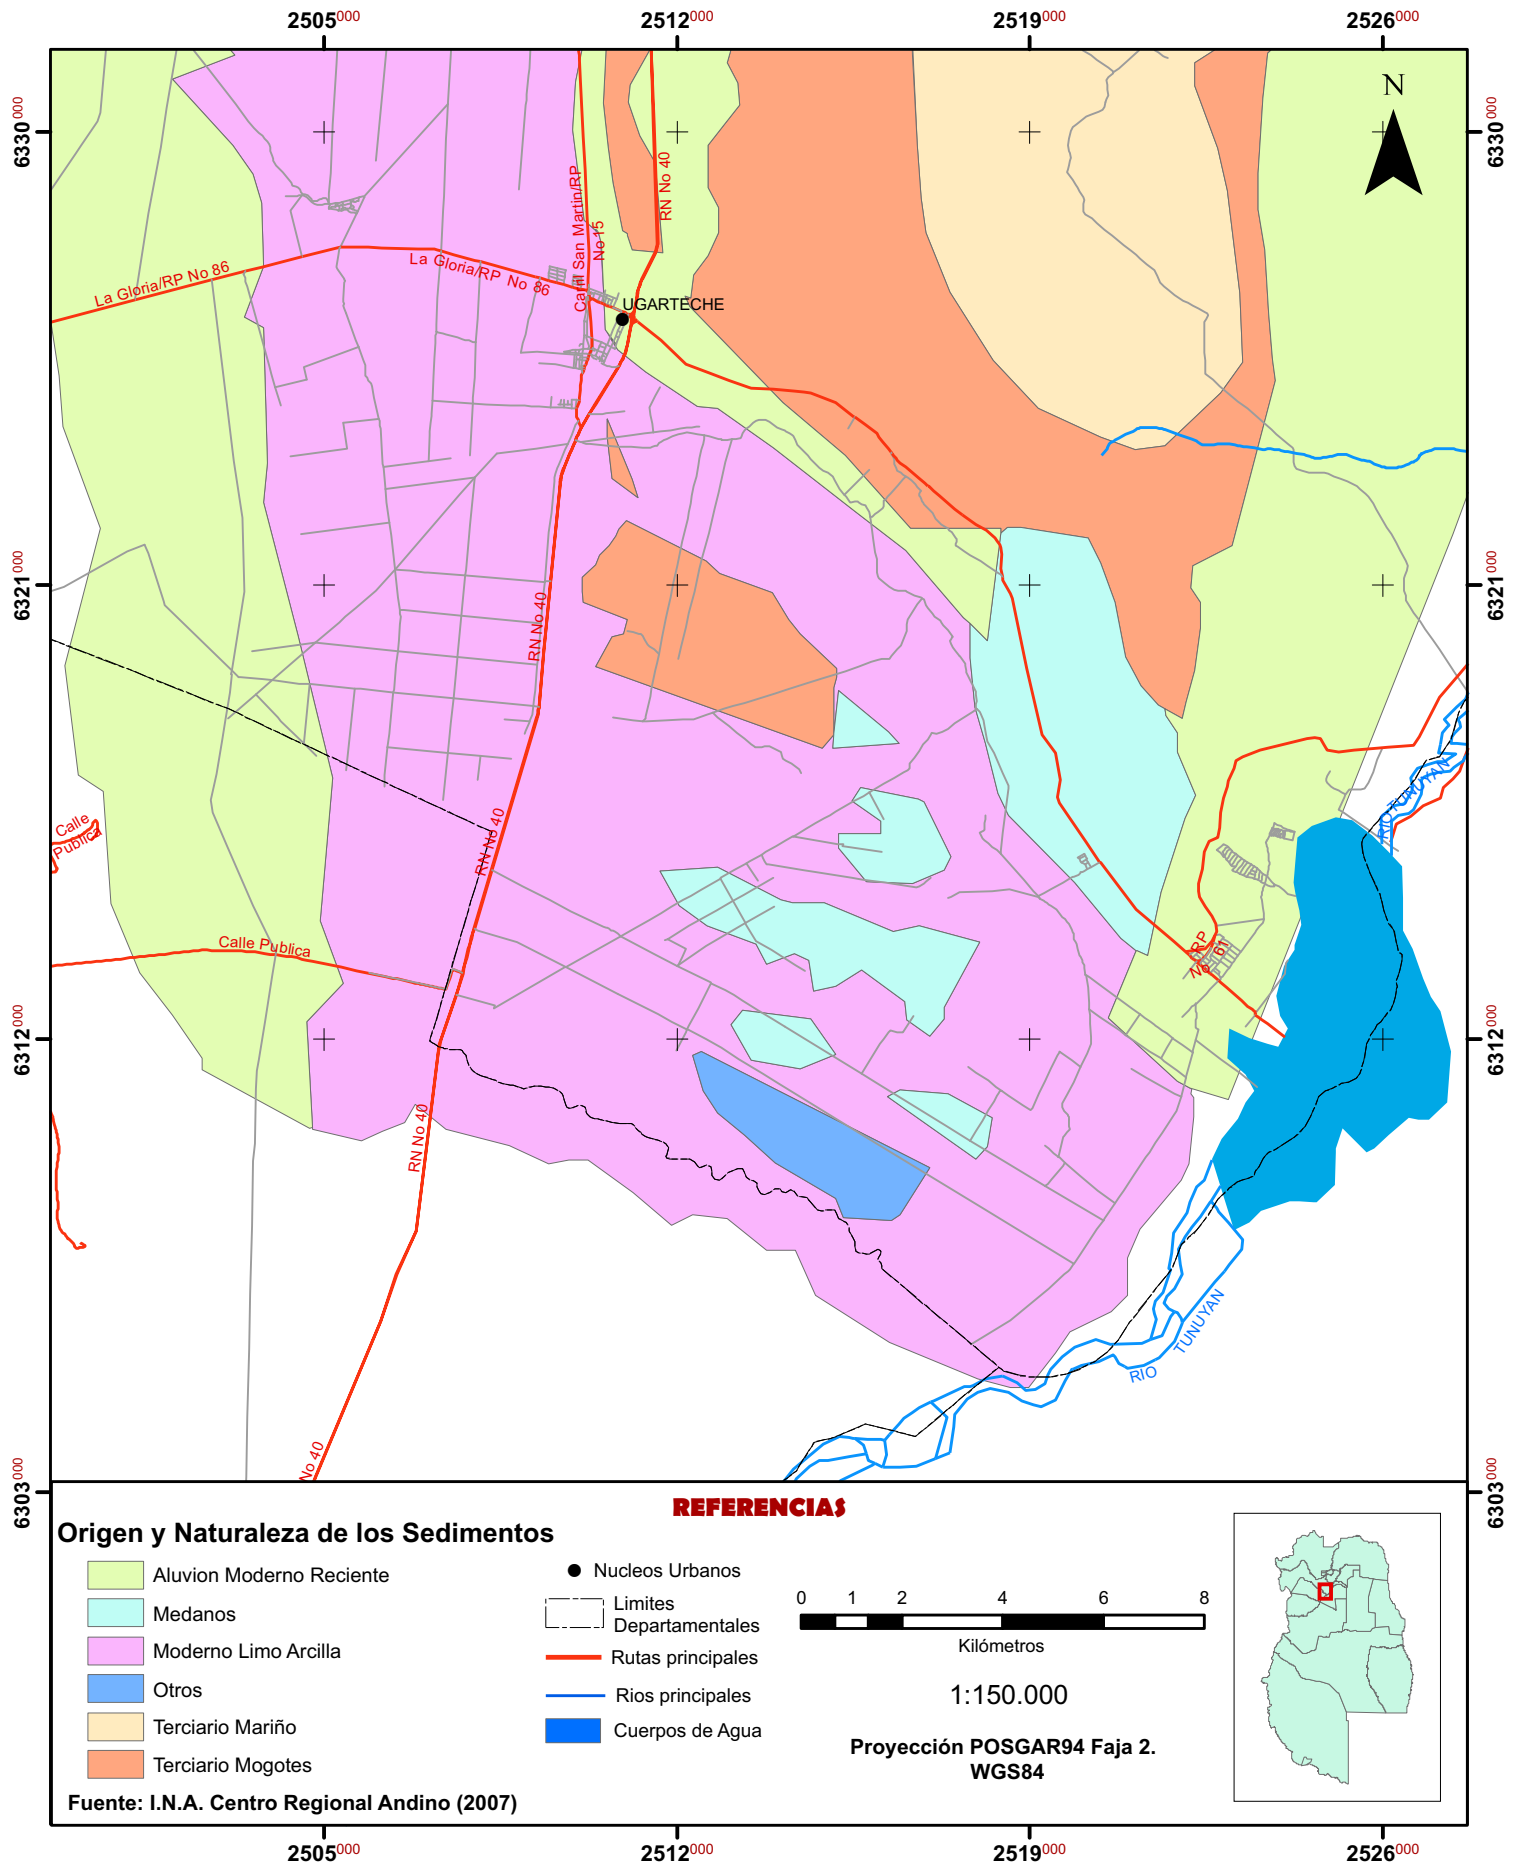 2505000 2512000 2519000 2526000
N
6330000 6330000
Carril San Martin/RP
No 15
RN No 40
La Gloria/RP No 86
La Gloria/RP No 86
UGARTECHE
6321000 6321000
RN No 40
RIO TUNUYAN
Calle
Publica
RN No 40
Calle Publica
RP
No 61
6312000 6312000
RN No 40
TUNUYAN
RIO
No 40
6303000 6303000
REFERENCIAS
Origen y Naturaleza de los Sedimentos
Aluvion Moderno Reciente
Medanos
Moderno Limo Arcilla
Otros
Terciario Mariño
Terciario Mogotes
Fuente: I.N.A. Centro Regional Andino (2007)
Nucleos Urbanos
Limites
Departamentales
Rutas principales
Rios principales
Cuerpos de Agua
0 1 2 4 6 8
Kilómetros
1:150.000
Proyección POSGAR94 Faja 2.
WGS84
2505000 2512000 2519000 2526000